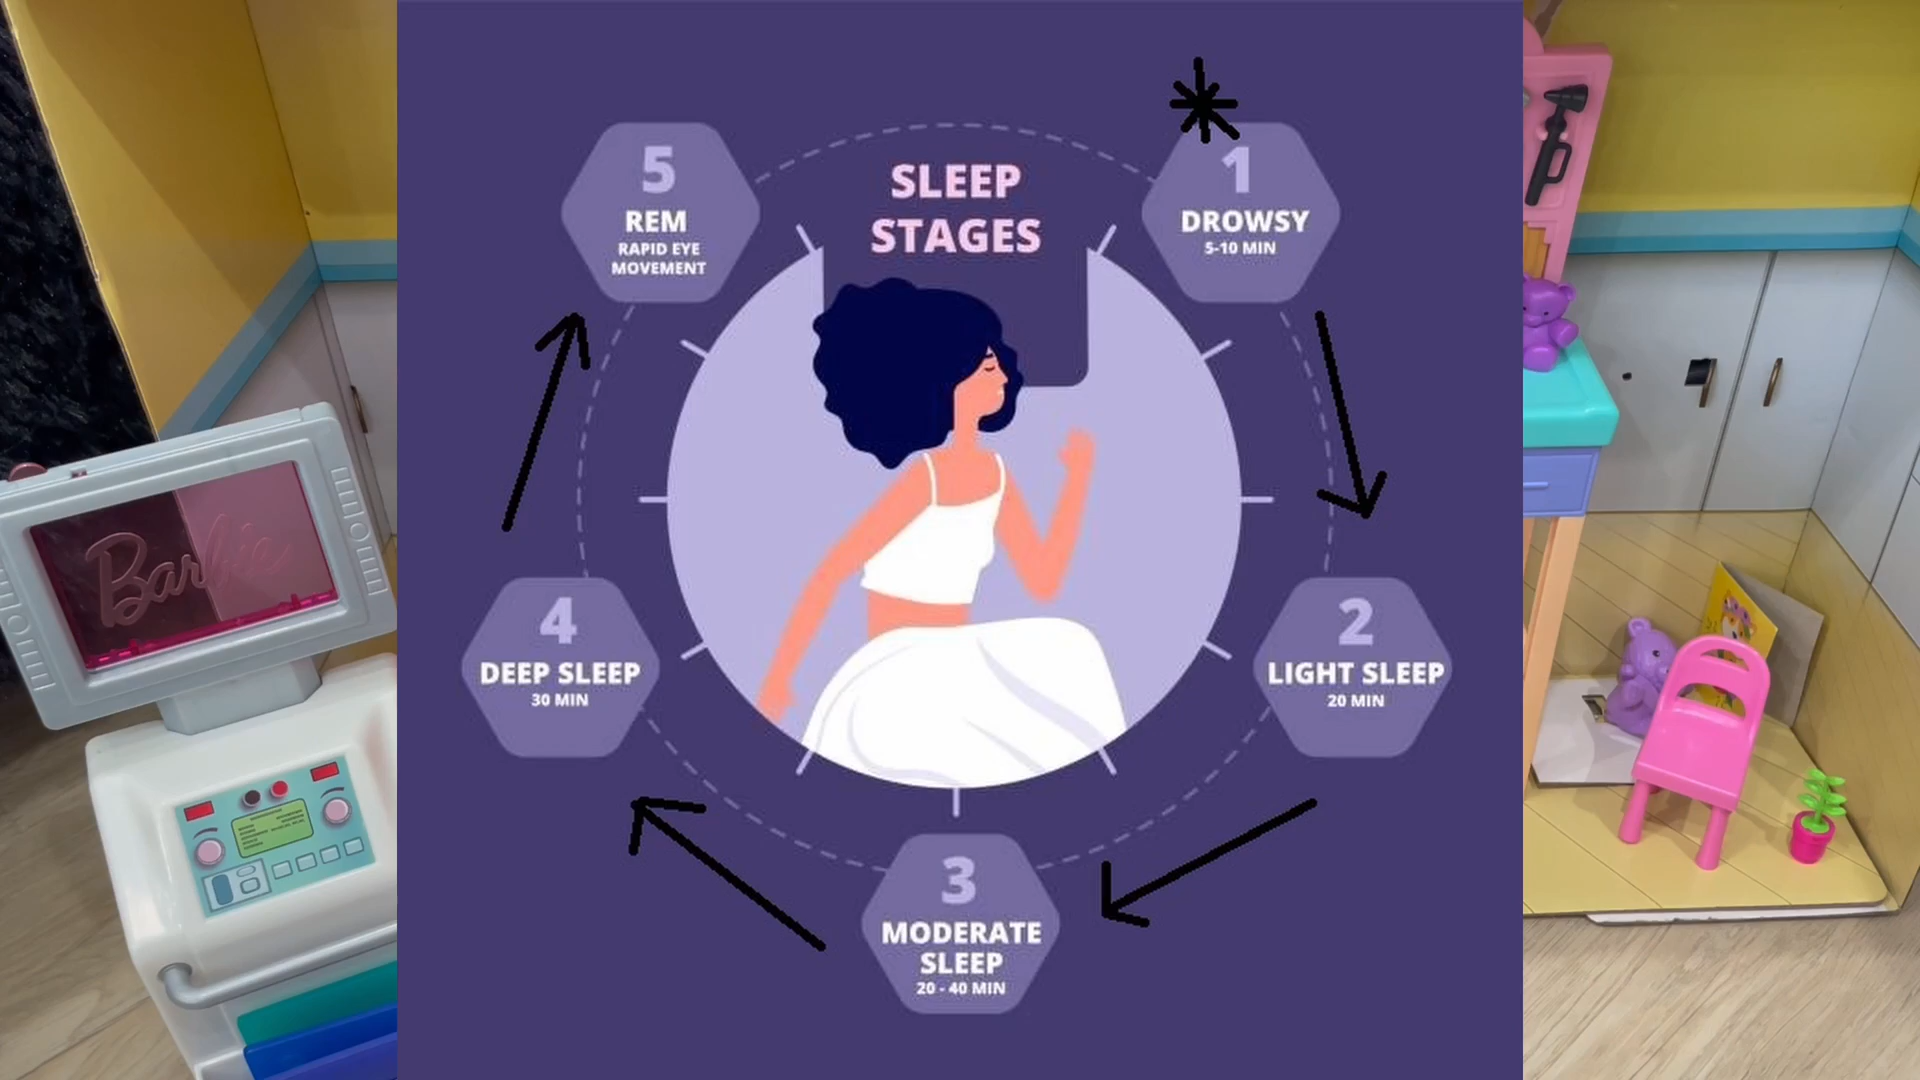 SLEEP
STAGES
1
DROWSY
5-10 MIN
2
LIGHT SLEEP
20 MIN
3
MODERATE
SLEEP
20 - 40 MIN
4
DEEP SLEEP
30 MIN
5
REM
RAPID EYE
MOVEMENT
Barbie